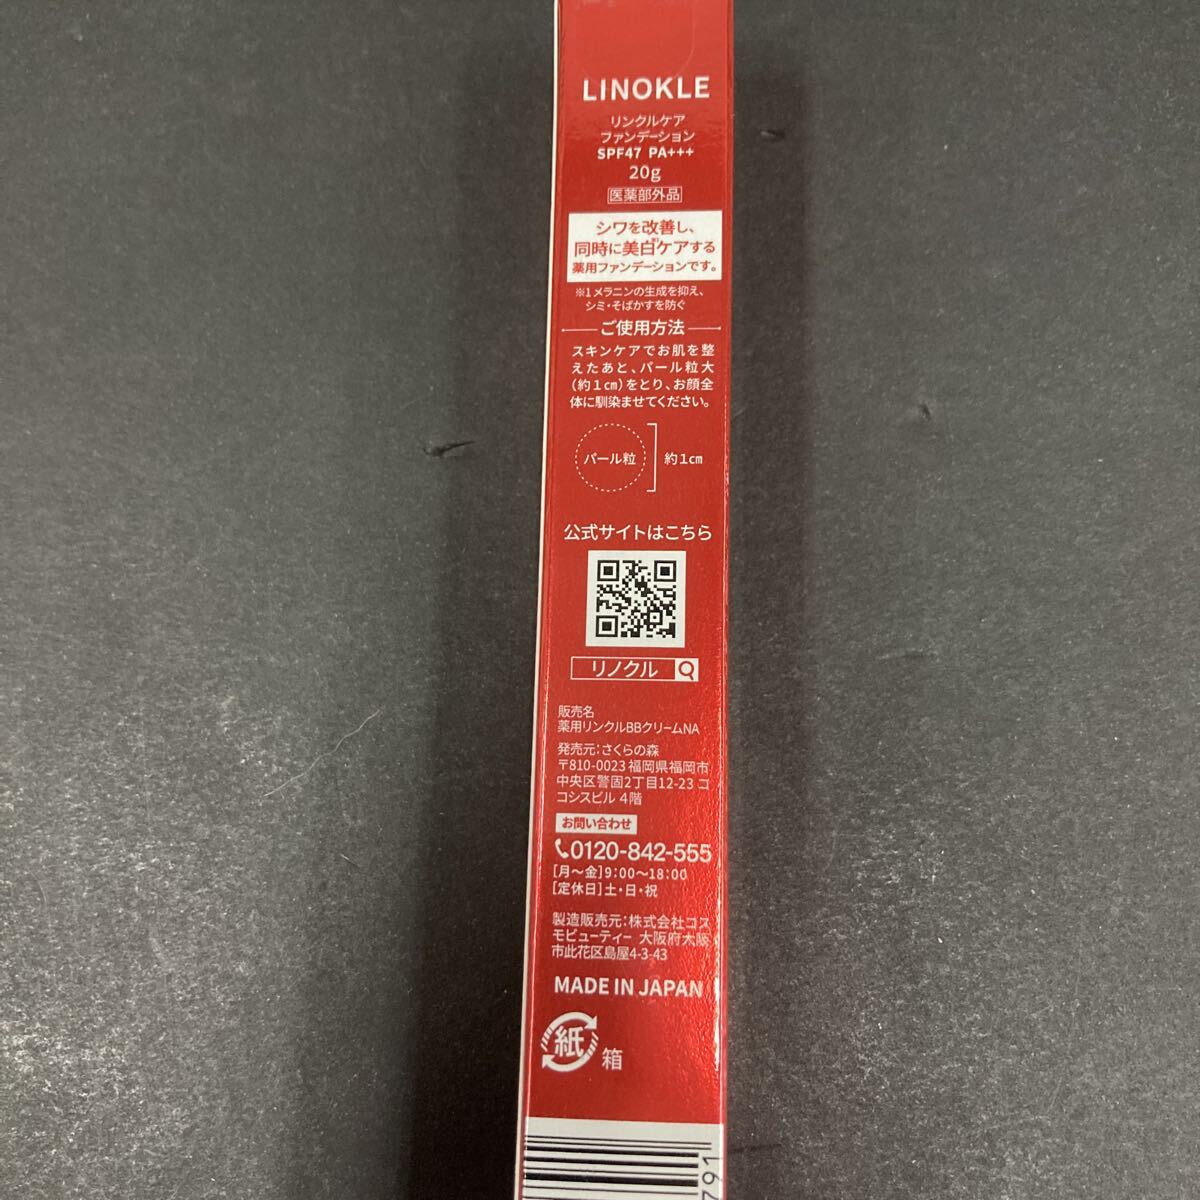 LINOKLE
リンクルケア
ファンデーション
SPF47 PA+++
20g
医薬部外品
シワを改善し、
同時に美白ケアする
薬用ファンデーションです。
※1メラニンの生成を抑え、
シミ・そばかすを防ぐ
ご使用方法
スキンケアでお肌を整
えたあと、パール粒大
(約1㎝)をとり、お顔全
体に馴染ませてください。
パール粒
約1㎝
公式サイトはこちら
リノクル
販売名
薬用リンクルBBクリームNA
発売元:さくらの森
〒810-0023 福岡県福岡市
中央区警固2丁目12-23 コ
コシスビル 4階
お問い合わせ
0120-842-555
[月〜金]9:00〜18:00
[定休日]土・日・祝
製造販売元:株式会社コス
モビューティー 大阪府大阪
市此花区島屋4-3-43
MADE IN JAPAN
紙
箱
791